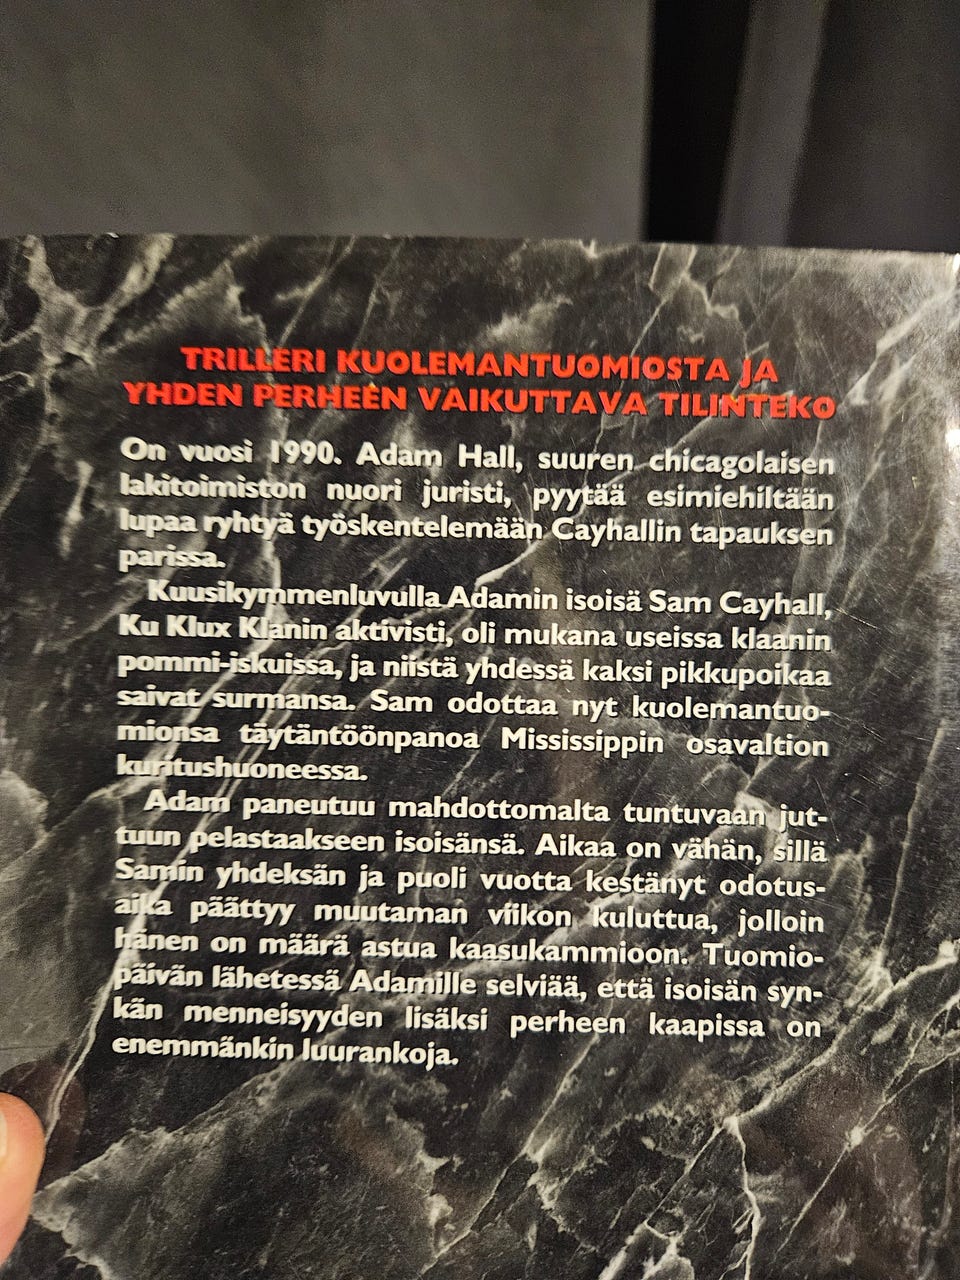 TRILLERI KUOLEMANTUOMIOSTA JA
YHDEN PERHEEN VAIKUTTAVA TILINTEKO
On vuosi 1990. Adam Hall, suuren chicagolaisen
lakitoimiston nuori juristi, pyytää esimiehiltään
lupaa ryhtyä työskentelemään Cayhallin tapauksen
parissa.
Kuusikymmenluvulla Adamin isoisä Sam Cayhall,
Ku Klux Klanin aktivisti, oli mukana useissa klaanin
pommi-iskuissa, ja niistä yhdessä kaksi pikkupoikaa
saivat surmansa. Sam odottaa nyt kuolemantuo-
mionsa täytäntöönpanoa Mississippin osavaltion
kuritushuoneessa.
Adam paneutuu mahdottomalta tuntuvaan jut-
tuun pelastaakseen isoisänsä. Aikaa on vähän, sillä
Samin yhdeksän ja puoli vuotta kestänyt odotus-
aika päättyy muutaman viikon kuluttua, jolloin
hänen on määrä astua kaasukammioon. Tuomio-
päivän lähetessä Adamille selviää, että isoisän syn-
kän menneisyyden lisäksi perheen kaapissa on
enemmänkin luurankoja.